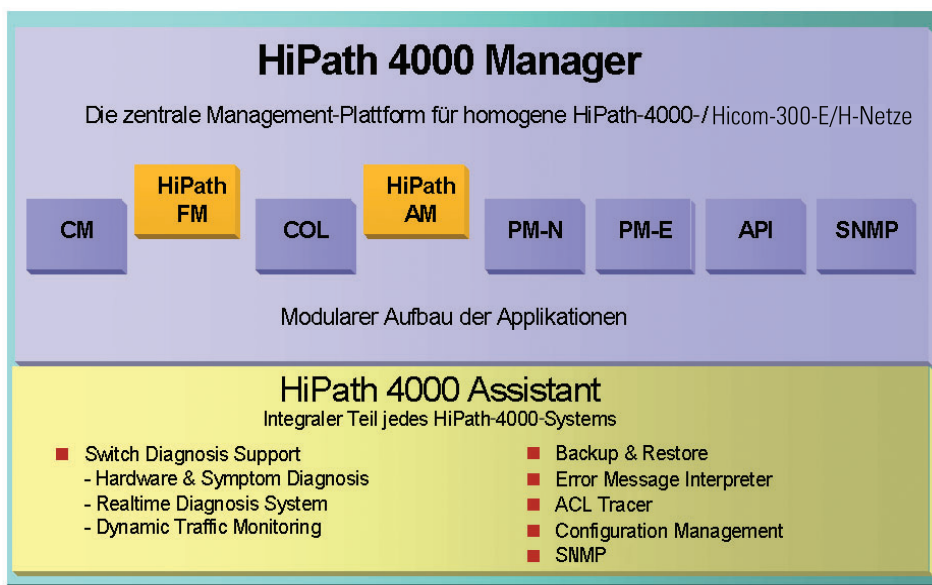 HiPath 4000 Manager
Die zentrale Management-Plattform für homogene HiPath-4000-/Hicom-300-E/H-Netze
CM
HiPath
FM
COL
HiPath
AM
PM-N
PM-E
API
SNMP
Modularer Aufbau der Applikationen
HiPath 4000 Assistant
Integraler Teil jedes HiPath-4000-Systems
Switch Diagnosis Support
- Hardware & Symptom Diagnosis
- Realtime Diagnosis System
- Dynamic Traffic Monitoring
Backup & Restore
Error Message Interpreter
ACL Tracer
Configuration Management
SNMP